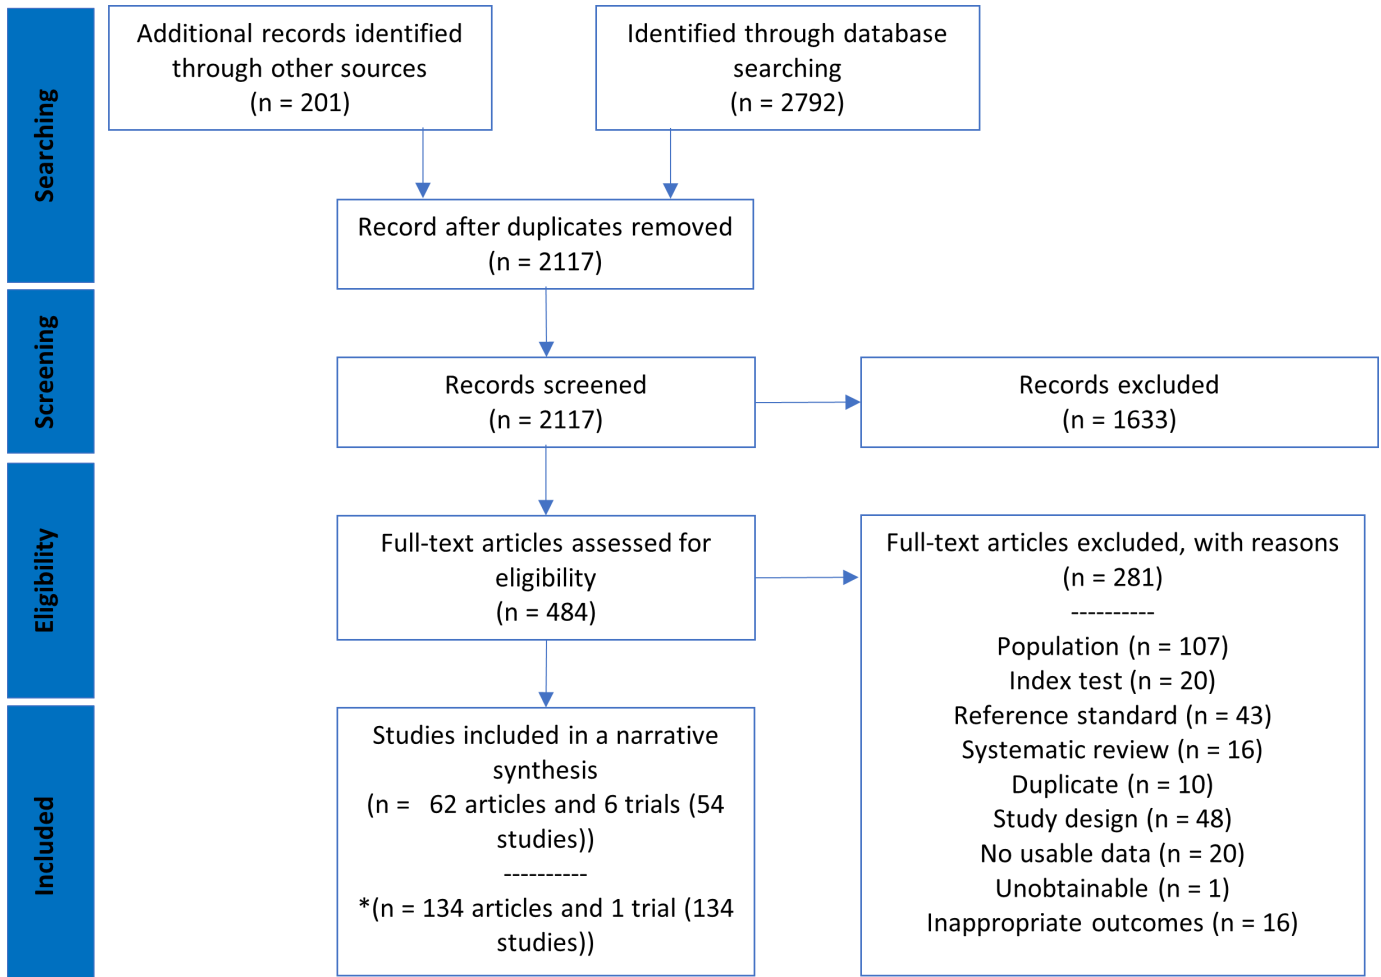 Searching
Additional records identified
through other sources
(n = 201)
Identified through database
searching
(n = 2792)
Record after duplicates removed
(n = 2117)
Screening
Records screened
(n = 2117)
Records excluded
(n = 1633)
Eligibility
Full-text articles assessed for
eligibility
(n = 484)
Full-text articles excluded, with reasons
(n = 281)
----------
Population (n = 107)
Index test (n = 20)
Reference standard (n = 43)
Systematic review (n = 16)
Duplicate (n = 10)
Study design (n = 48)
No usable data (n = 20)
Unobtainable (n = 1)
Inappropriate outcomes (n = 16)
Included
Studies included in a narrative
synthesis
(n =   62 articles and 6 trials (54
studies))
----------
*(n = 134 articles and 1 trial (134
studies))